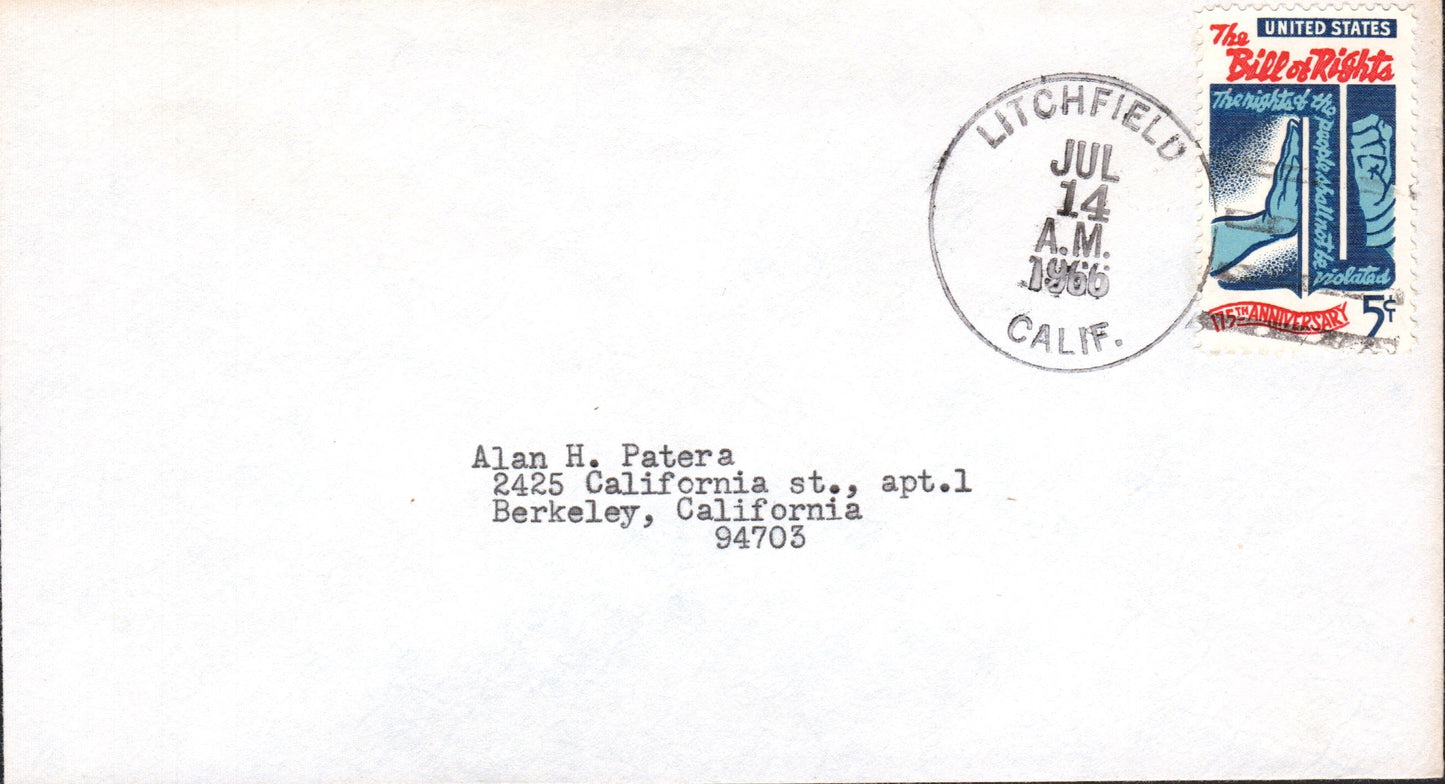 UNITED STATES
The
Bill of Rights
The rights of the people shall not be violated
175TH ANNIVERSARY
5c
LITCHFIELD
JUL
14
A.M.
1966
CALIF.
Alan H. Patera
2425 California st., apt.1
Berkeley, California
94703